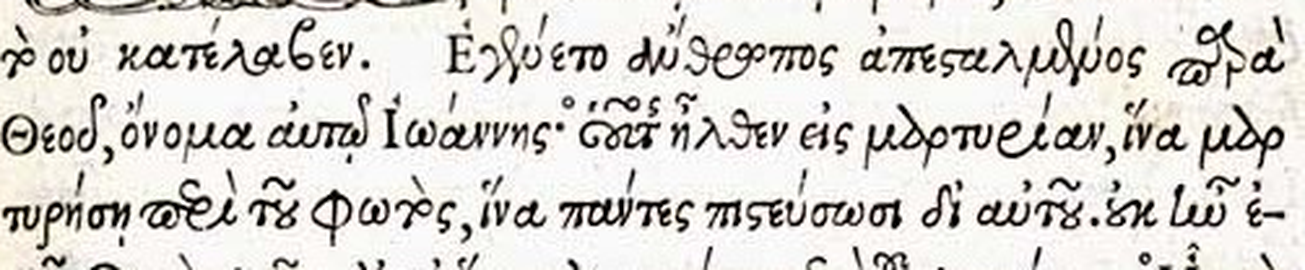 τὸ οὐ κατέλαβεν. Ἐγένετο ἄνθρωπος ἀπεσταλμένος παρὰ
Θεοῦ, ὄνομα αὐτῷ Ἰωάννης· οὗτος ἦλθεν εἰς μαρτυρίαν, ἵνα μαρ
τυρήσῃ περὶ τοῦ φωτὸς, ἵνα πάντες πιστεύσωσι δι' αὐτοῦ. οὐκ ἦν ἐ-